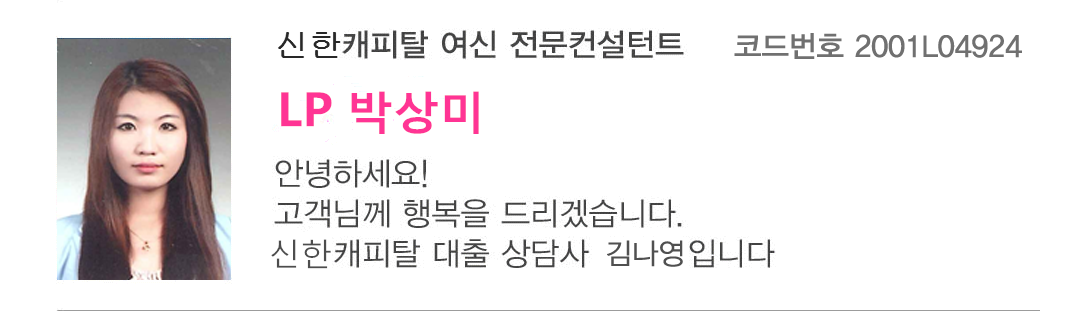 신한캐피탈 여신 전문컨설턴트 코드번호 2001L04924
LP 박상미
안녕하세요!
고객님께 행복을 드리겠습니다.
신한캐피탈 대출 상담사 김나영입니다